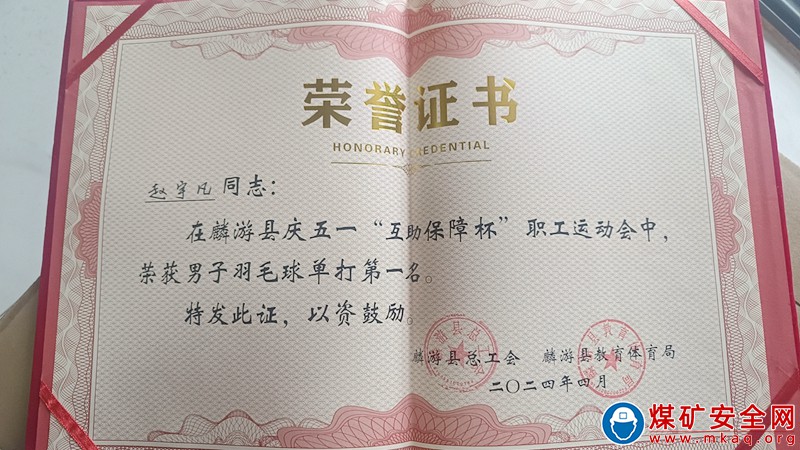 荣誉证书
HONORARY CREDENTIAL
赵宇凡同志：
在麟游县庆五一“互助保障杯”职工运动会中，
荣获男子羽毛球单打第一名。
特发此证，以资鼓励。
麟游县总工会 麟游县教育体育局
二〇二四年四月
煤矿安全网
www.mkaq.org